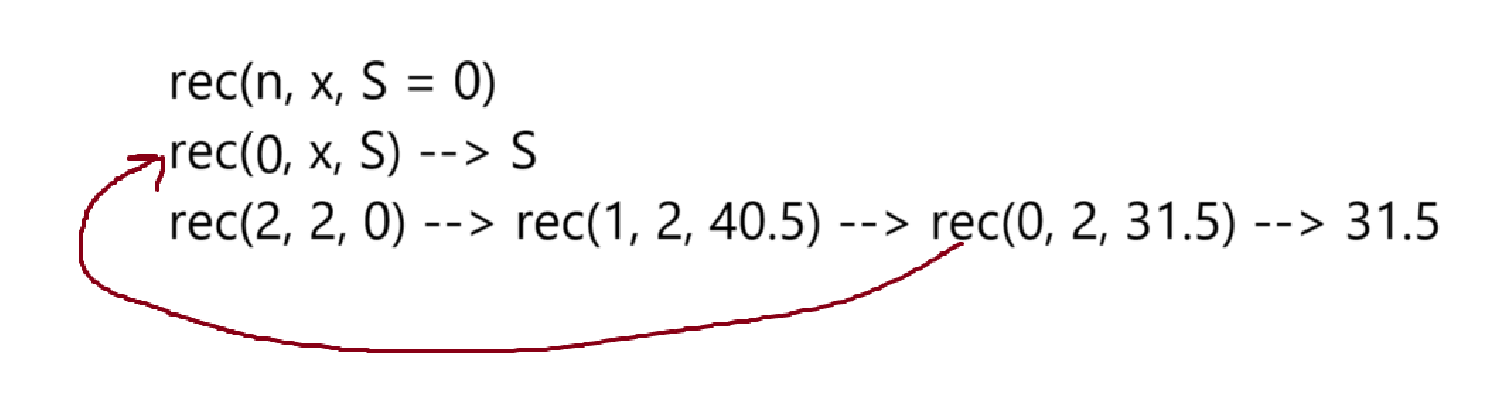 rec(n, x, S = 0)
rec(0, x, S) --> S
rec(2, 2, 0) --> rec(1, 2, 40.5) --> rec(0, 2, 31.5) --> 31.5